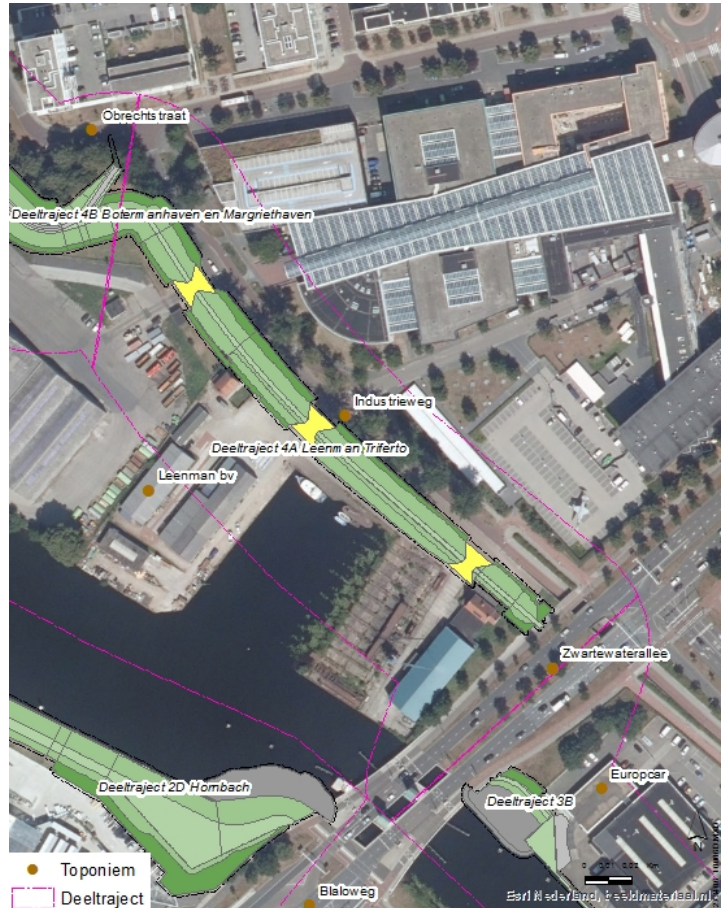 Obrechtstraat
Deeltraject 4B Botermanhaven en Margriethaven
Industrieweg
Deeltraject 4A Leenman Triferto
Leenman bv
Zwartewaterallee
Deeltraject 2D Hornbach
Europcar
Deeltraject 3B
N
Toponiem
Deeltraject
Blaloweg
Km
Esri Nederland, beeldmateriaal.nl